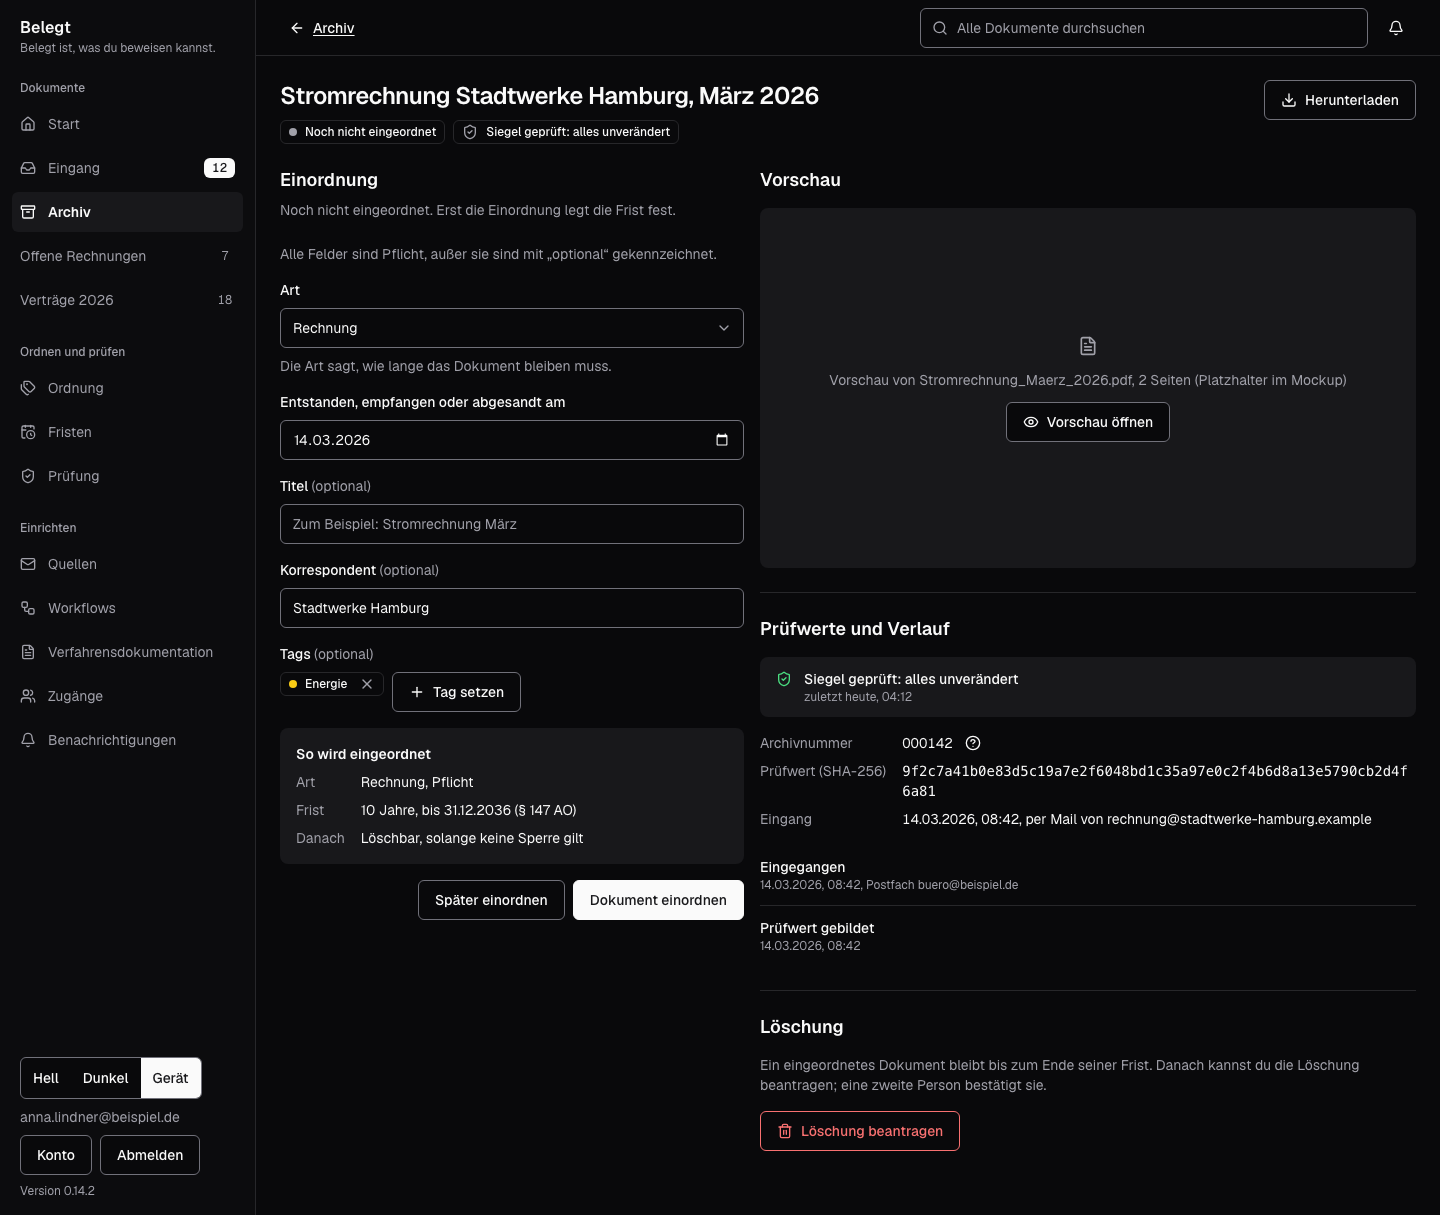 Belegt
Belegt ist, was du beweisen kannst.
Dokumente
Start
Eingang 12
Archiv
Offene Rechnungen 7
Verträge 2026 18
Ordnen und prüfen
Ordnung
Fristen
Prüfung
Einrichten
Quellen
Workflows
Verfahrensdokumentation
Zugänge
Benachrichtigungen
Hell Dunkel Gerät
anna.lindner@beispiel.de
Konto Abmelden
Version 0.14.2
Archiv
Alle Dokumente durchsuchen
Stromrechnung Stadtwerke Hamburg, März 2026
Herunterladen
Noch nicht eingeordnet Siegel geprüft: alles unverändert
Einordnung
Noch nicht eingeordnet. Erst die Einordnung legt die Frist fest.
Alle Felder sind Pflicht, außer sie sind mit „optional“ gekennzeichnet.
Art
Rechnung
Die Art sagt, wie lange das Dokument bleiben muss.
Entstanden, empfangen oder abgesandt am
14.03.2026
Titel (optional)
Zum Beispiel: Stromrechnung März
Korrespondent (optional)
Stadtwerke Hamburg
Tags (optional)
Energie Tag setzen
So wird eingeordnet
Art Rechnung, Pflicht
Frist 10 Jahre, bis 31.12.2036 (§ 147 AO)
Danach Löschbar, solange keine Sperre gilt
Später einordnen Dokument einordnen
Vorschau
Vorschau von Stromrechnung_Maerz_2026.pdf, 2 Seiten (Platzhalter im Mockup)
Vorschau öffnen
Prüfwerte und Verlauf
Siegel geprüft: alles unverändert
zuletzt heute, 04:12
Archivnummer 000142
Prüfwert (SHA-256) 9f2c7a41b0e83d5c19a7e2f6048bd1c35a97e0c2f4b6d8a13e5790cb2d4f
6a81
Eingang 14.03.2026, 08:42, per Mail von rechnung@stadtwerke-hamburg.example
Eingegangen
14.03.2026, 08:42, Postfach buero@beispiel.de
Prüfwert gebildet
14.03.2026, 08:42
Löschung
Ein eingeordnetes Dokument bleibt bis zum Ende seiner Frist. Danach kannst du die Löschung
beantragen; eine zweite Person bestätigt sie.
Löschung beantragen